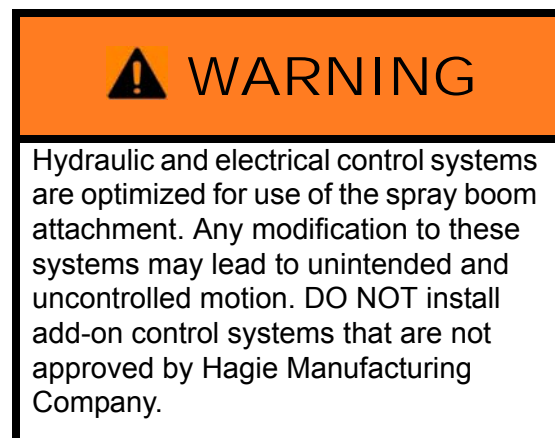 WARNING
Hydraulic and electrical control systems
are optimized for use of the spray boom
attachment. Any modification to these
systems may lead to unintended and
uncontrolled motion. DO NOT install
add-on control systems that are not
approved by Hagie Manufacturing
Company.